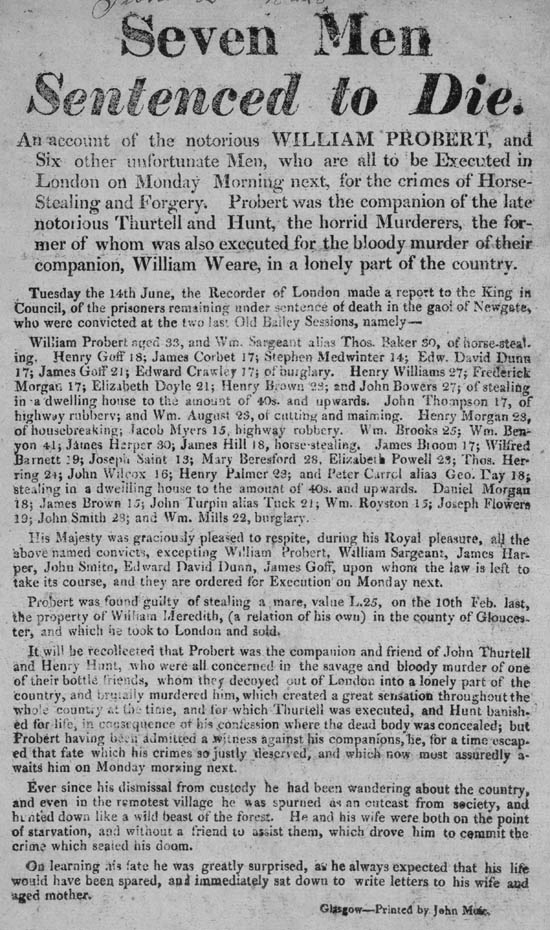 Seven Men
Sentenced to Die.
An account of the notorious WILLIAM PROBERT, and
Six other unfortunate Men, who are all to be Executed in
London on Monday Morning next, for the crimes of Horse-
Stealing and Forgery. Probert was the companion of the late
notorious Thurtell and Hunt, the horrid Murderers, the for-
mer of whom was also executed for the bloody murder of their
companion, William Weare, in a lonely part of the country.
Tuesday the 14th June, the Recorder of London made a report to the King in
Council, of the prisoners remaining under sentence of death in the gaol of Newgate,
who were convicted at the two last Old Bailey Sessions, namely—
William Probert aged 33, and Wm. Sargeant alias Thos. Baker 30, of horse-steal-
ing. Henry Goff 18; James Corbet 17; Stephen Medwinter 14; Edw. David Dunn
17; James Goff 21; Edward Crawley 17; of burglary. Henry Williams 27; Frederick
Morgan 17; Elizabeth Doyle 21; Henry Brown 22; and John Bowers 27; of stealing
in a dwelling house to the amount of 40s. and upwards. John Thompson 17, of
highway robbery; and Wm. August 23, of cutting and maiming. Henry Morgan 23,
of housebreaking; Jacob Myers 15, highway robbery. Wm. Brooks 25; Wm. Ben-
yon 41; James Harper 30; James Hill 18, horse-stealing. James Bloom 17; Wilfred
Barnett 19; Joseph Saint 13; Mary Beresford 28, Elizabeth Powell 23; Thos. Her-
ring 24; John Wilcox 16; Henry Palmer 23; and Peter Carrol alias Geo. Day 18;
stealing in a dwelling house to the amount of 40s. and upwards. Daniel Morgan
18; James Brown 15; John Turpin alias Tuck 21; Wm. Royston 15; Joseph Flowers
19; John Smith 28; and Wm. Mills 22, burglary.
His Majesty was graciously pleased to respite, during his Royal pleasure, all the
above named convicts, excepting William Probert, William Sargeant, James Har-
per, John Smith, Edward David Dunn, James Goff, upon whom the law is left to
take its course, and they are ordered for Execution on Monday next.
Probert was found guilty of stealing a mare, value L.25, on the 10th Feb. last,
the property of William Meredith, (a relation of his own) in the county of Glouces-
ter, and which he took to London and sold.
It will be recollected that Probert was the companion and friend of John Thurtell
and Henry Hunt, who were all concerned in the savage and bloody murder of one
of their bottle friends, whom they decoyed out of London into a lonely part of the
country, and brutally murdered him, which created a great sensation throughout the
whole country at the time, and for which Thurtell was executed, and Hunt banish-
ed for life, in consequence of his confession where the dead body was concealed; but
Probert having been admitted a witness against his companions, he, for a time escap-
ed that fate which his crimes so justly deserved, and which now most assuredly a-
waits him on Monday morning next.
Ever since his dismissal from custody he had been wandering about the country,
and even in the remotest village he was spurned as an outcast from society, and
hunted down like a wild beast of the forest. He and his wife were both on the point
of starvation, and without a friend to assist them, which drove him to commit the
crime which sealed his doom.
On learning his fate he was greatly surprised, as he always expected that his life
would have been spared, and immediately sat down to write letters to his wife and
aged mother.
Glasgow—Printed by John Muir.